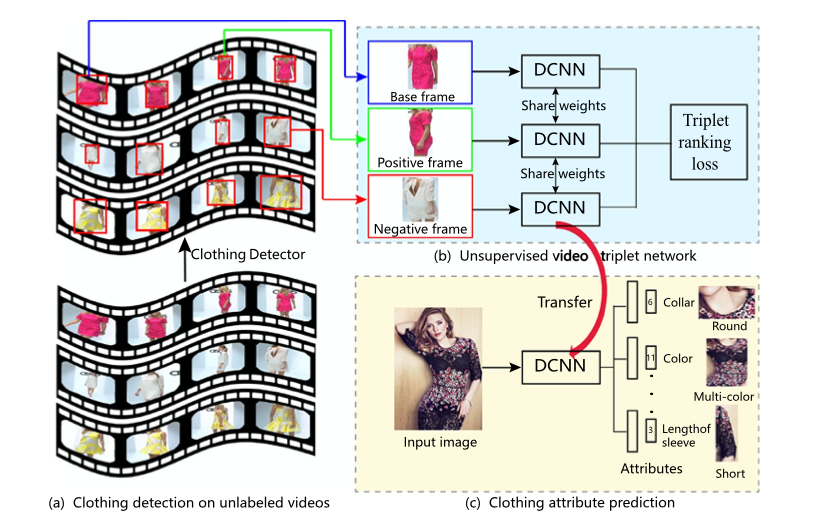 Base frame
Positive frame
Negative frame
DCNN
Share weights
DCNN
Share weights
DCNN
Triplet
ranking
loss
Clothing Detector
(b) Unsupervised video triplet network
Transfer
DCNN
Input image
6
Collar
Round
11
Color
Multi-color
3
Lengthof
sleeve
Short
Attributes
(a) Clothing detection on unlabeled videos
(c) Clothing attribute prediction